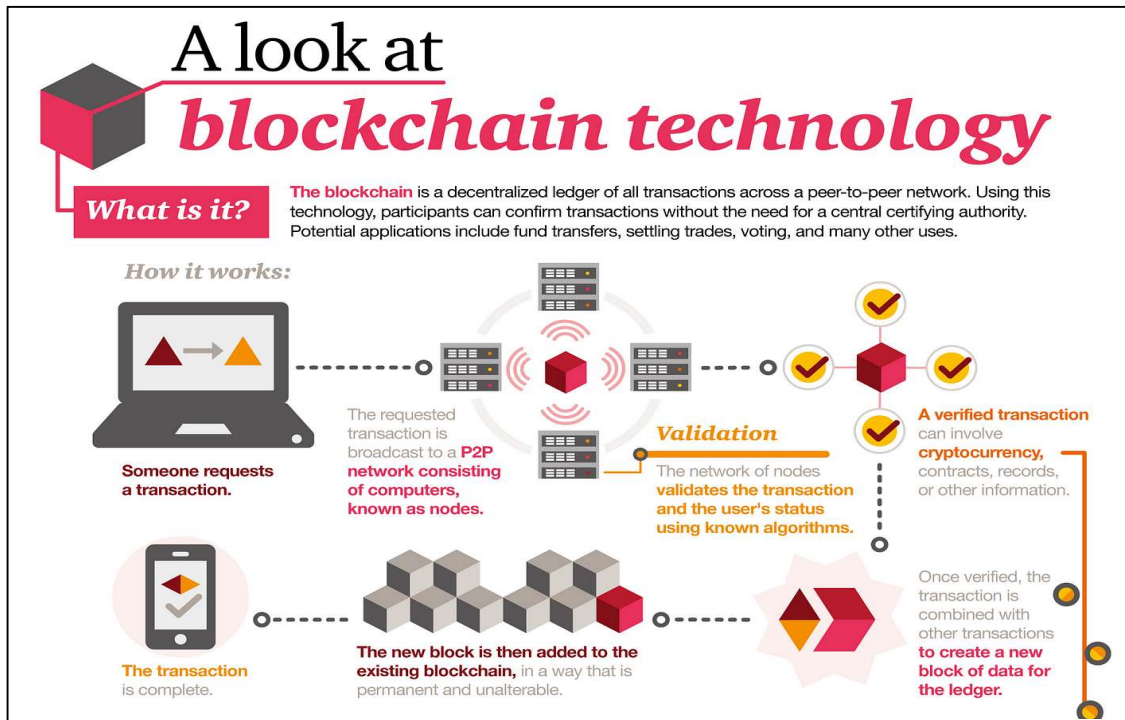 A look at
blockchain technology
What is it?
The blockchain is a decentralized ledger of all transactions across a peer-to-peer network. Using this
technology, participants can confirm transactions without the need for a central certifying authority.
Potential applications include fund transfers, settling trades, voting, and many other uses.
How it works:
Someone requests
a transaction.
The requested
transaction is
broadcast to a P2P
network consisting
of computers,
known as nodes.
Validation
The network of nodes
validates the transaction
and the user's status
using known algorithms.
A verified transaction
can involve
cryptocurrency,
contracts, records,
or other information.
Once verified, the
transaction is
combined with
other transactions
to create a new
block of data for
the ledger.
The new block is then added to the
existing blockchain, in a way that is
permanent and unalterable.
The transaction
is complete.